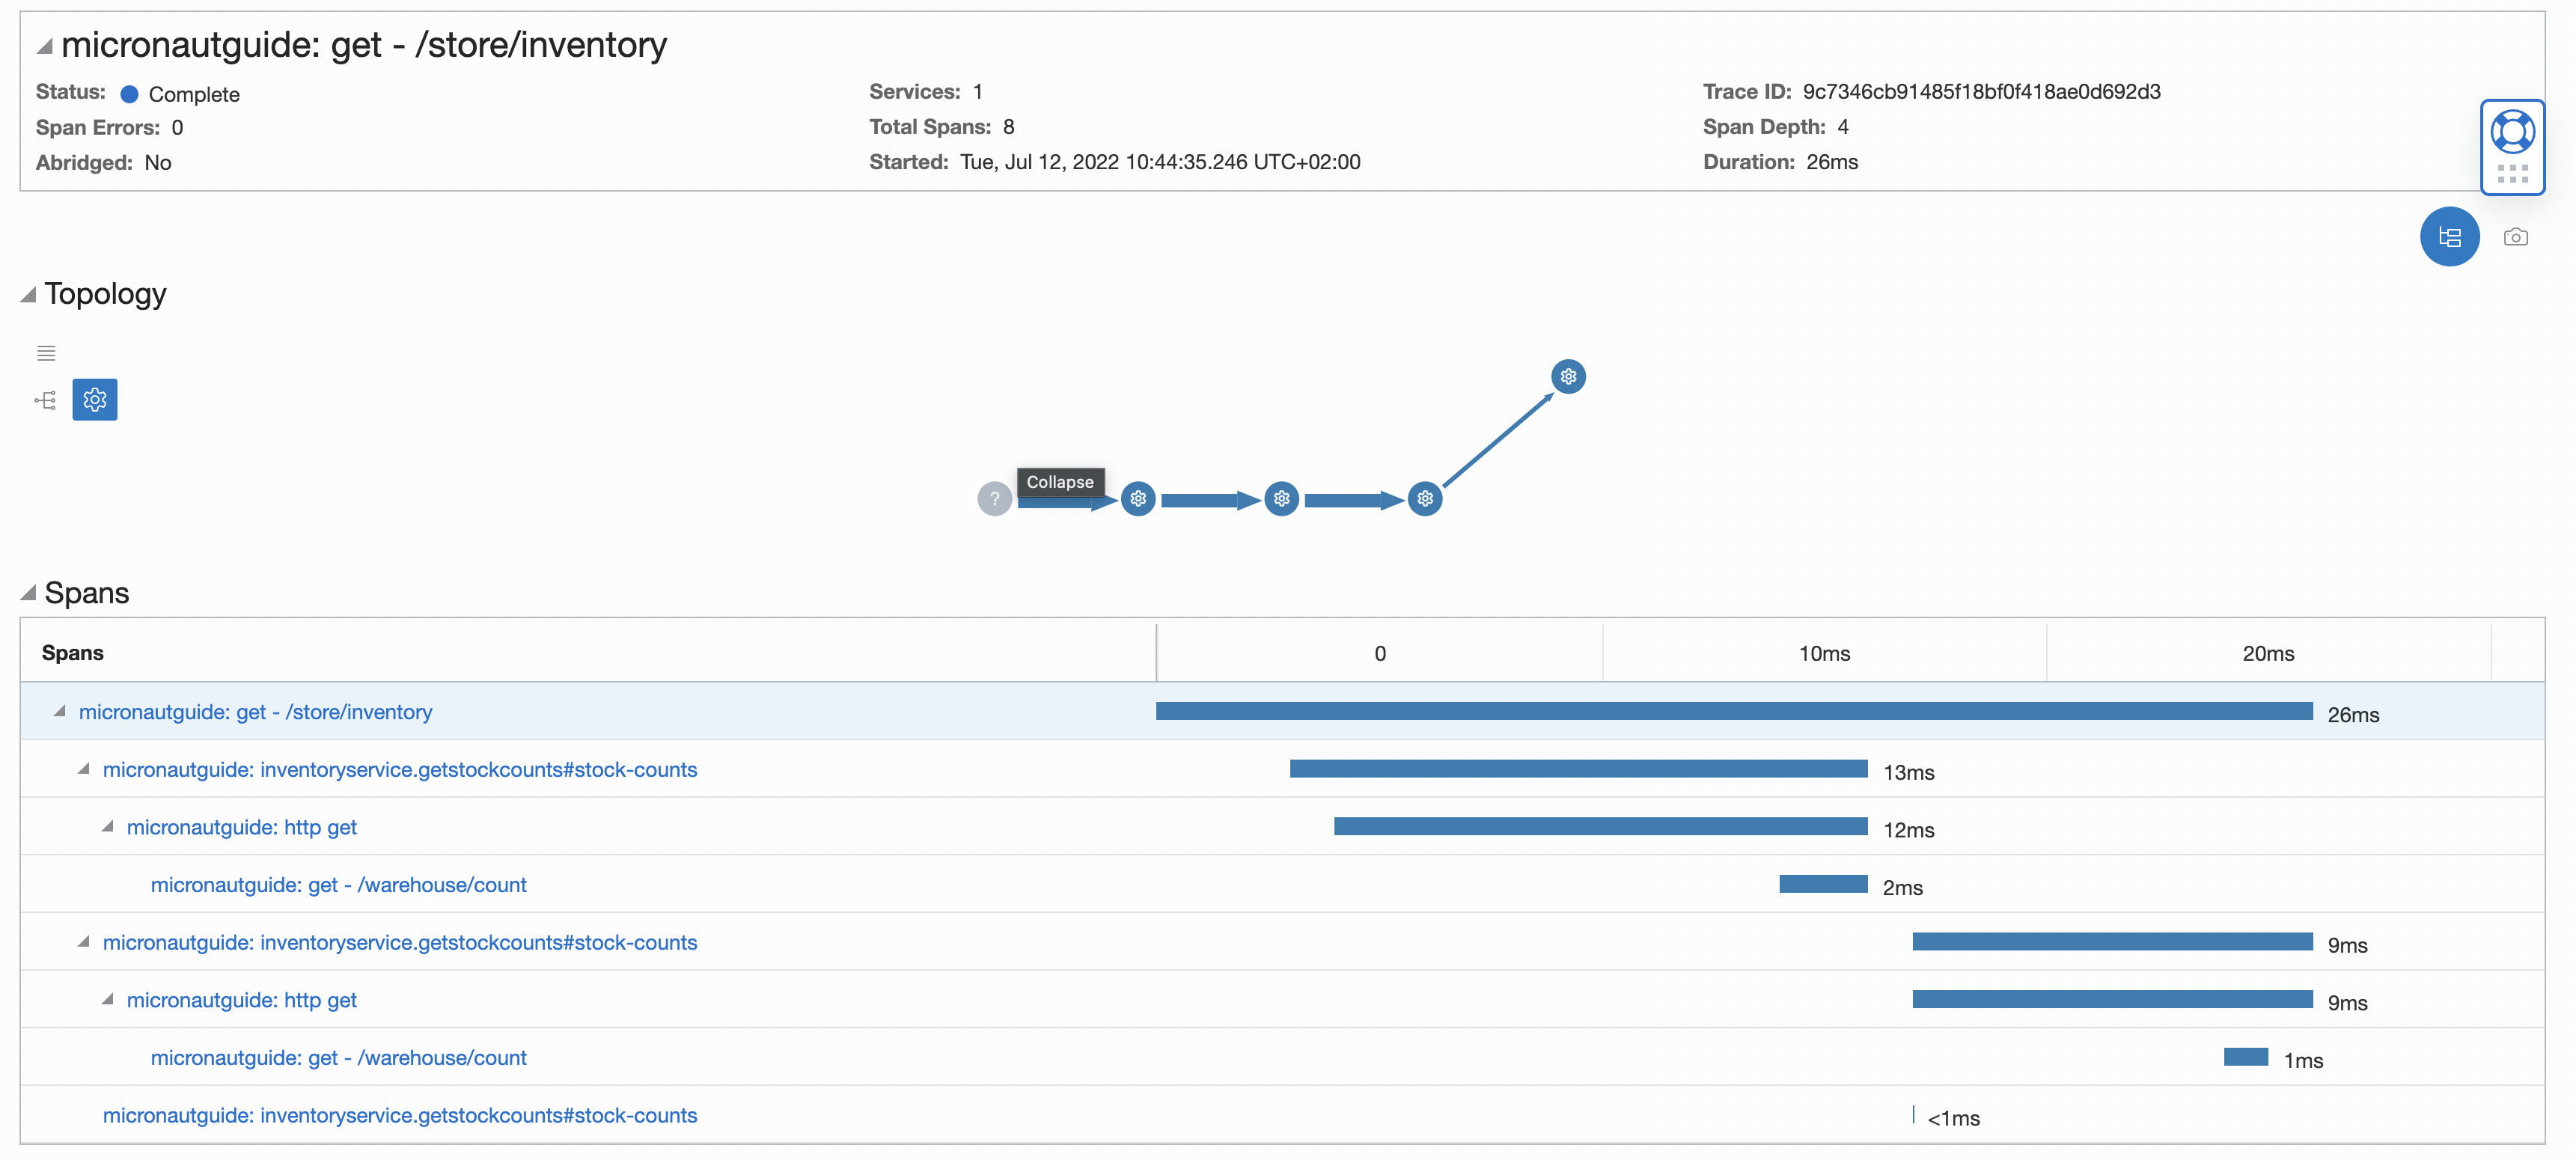 micronautguide: get - /store/inventory
Status: Complete
Services: 1
Trace ID: 9c7346cb91485f18bf0f418ae0d692d3
Span Errors: 0
Total Spans: 8
Span Depth: 4
Abridged: No
Started: Tue, Jul 12, 2022 10:44:35.246 UTC+02:00
Duration: 26ms
Topology
?
Collapse
Spans
Spans 0 10ms 20ms
micronautguide: get - /store/inventory 26ms
micronautguide: inventoryservice.getstockcounts#stock-counts 13ms
micronautguide: http get 12ms
micronautguide: get - /warehouse/count 2ms
micronautguide: inventoryservice.getstockcounts#stock-counts 9ms
micronautguide: http get 9ms
micronautguide: get - /warehouse/count 1ms
micronautguide: inventoryservice.getstockcounts#stock-counts <1ms